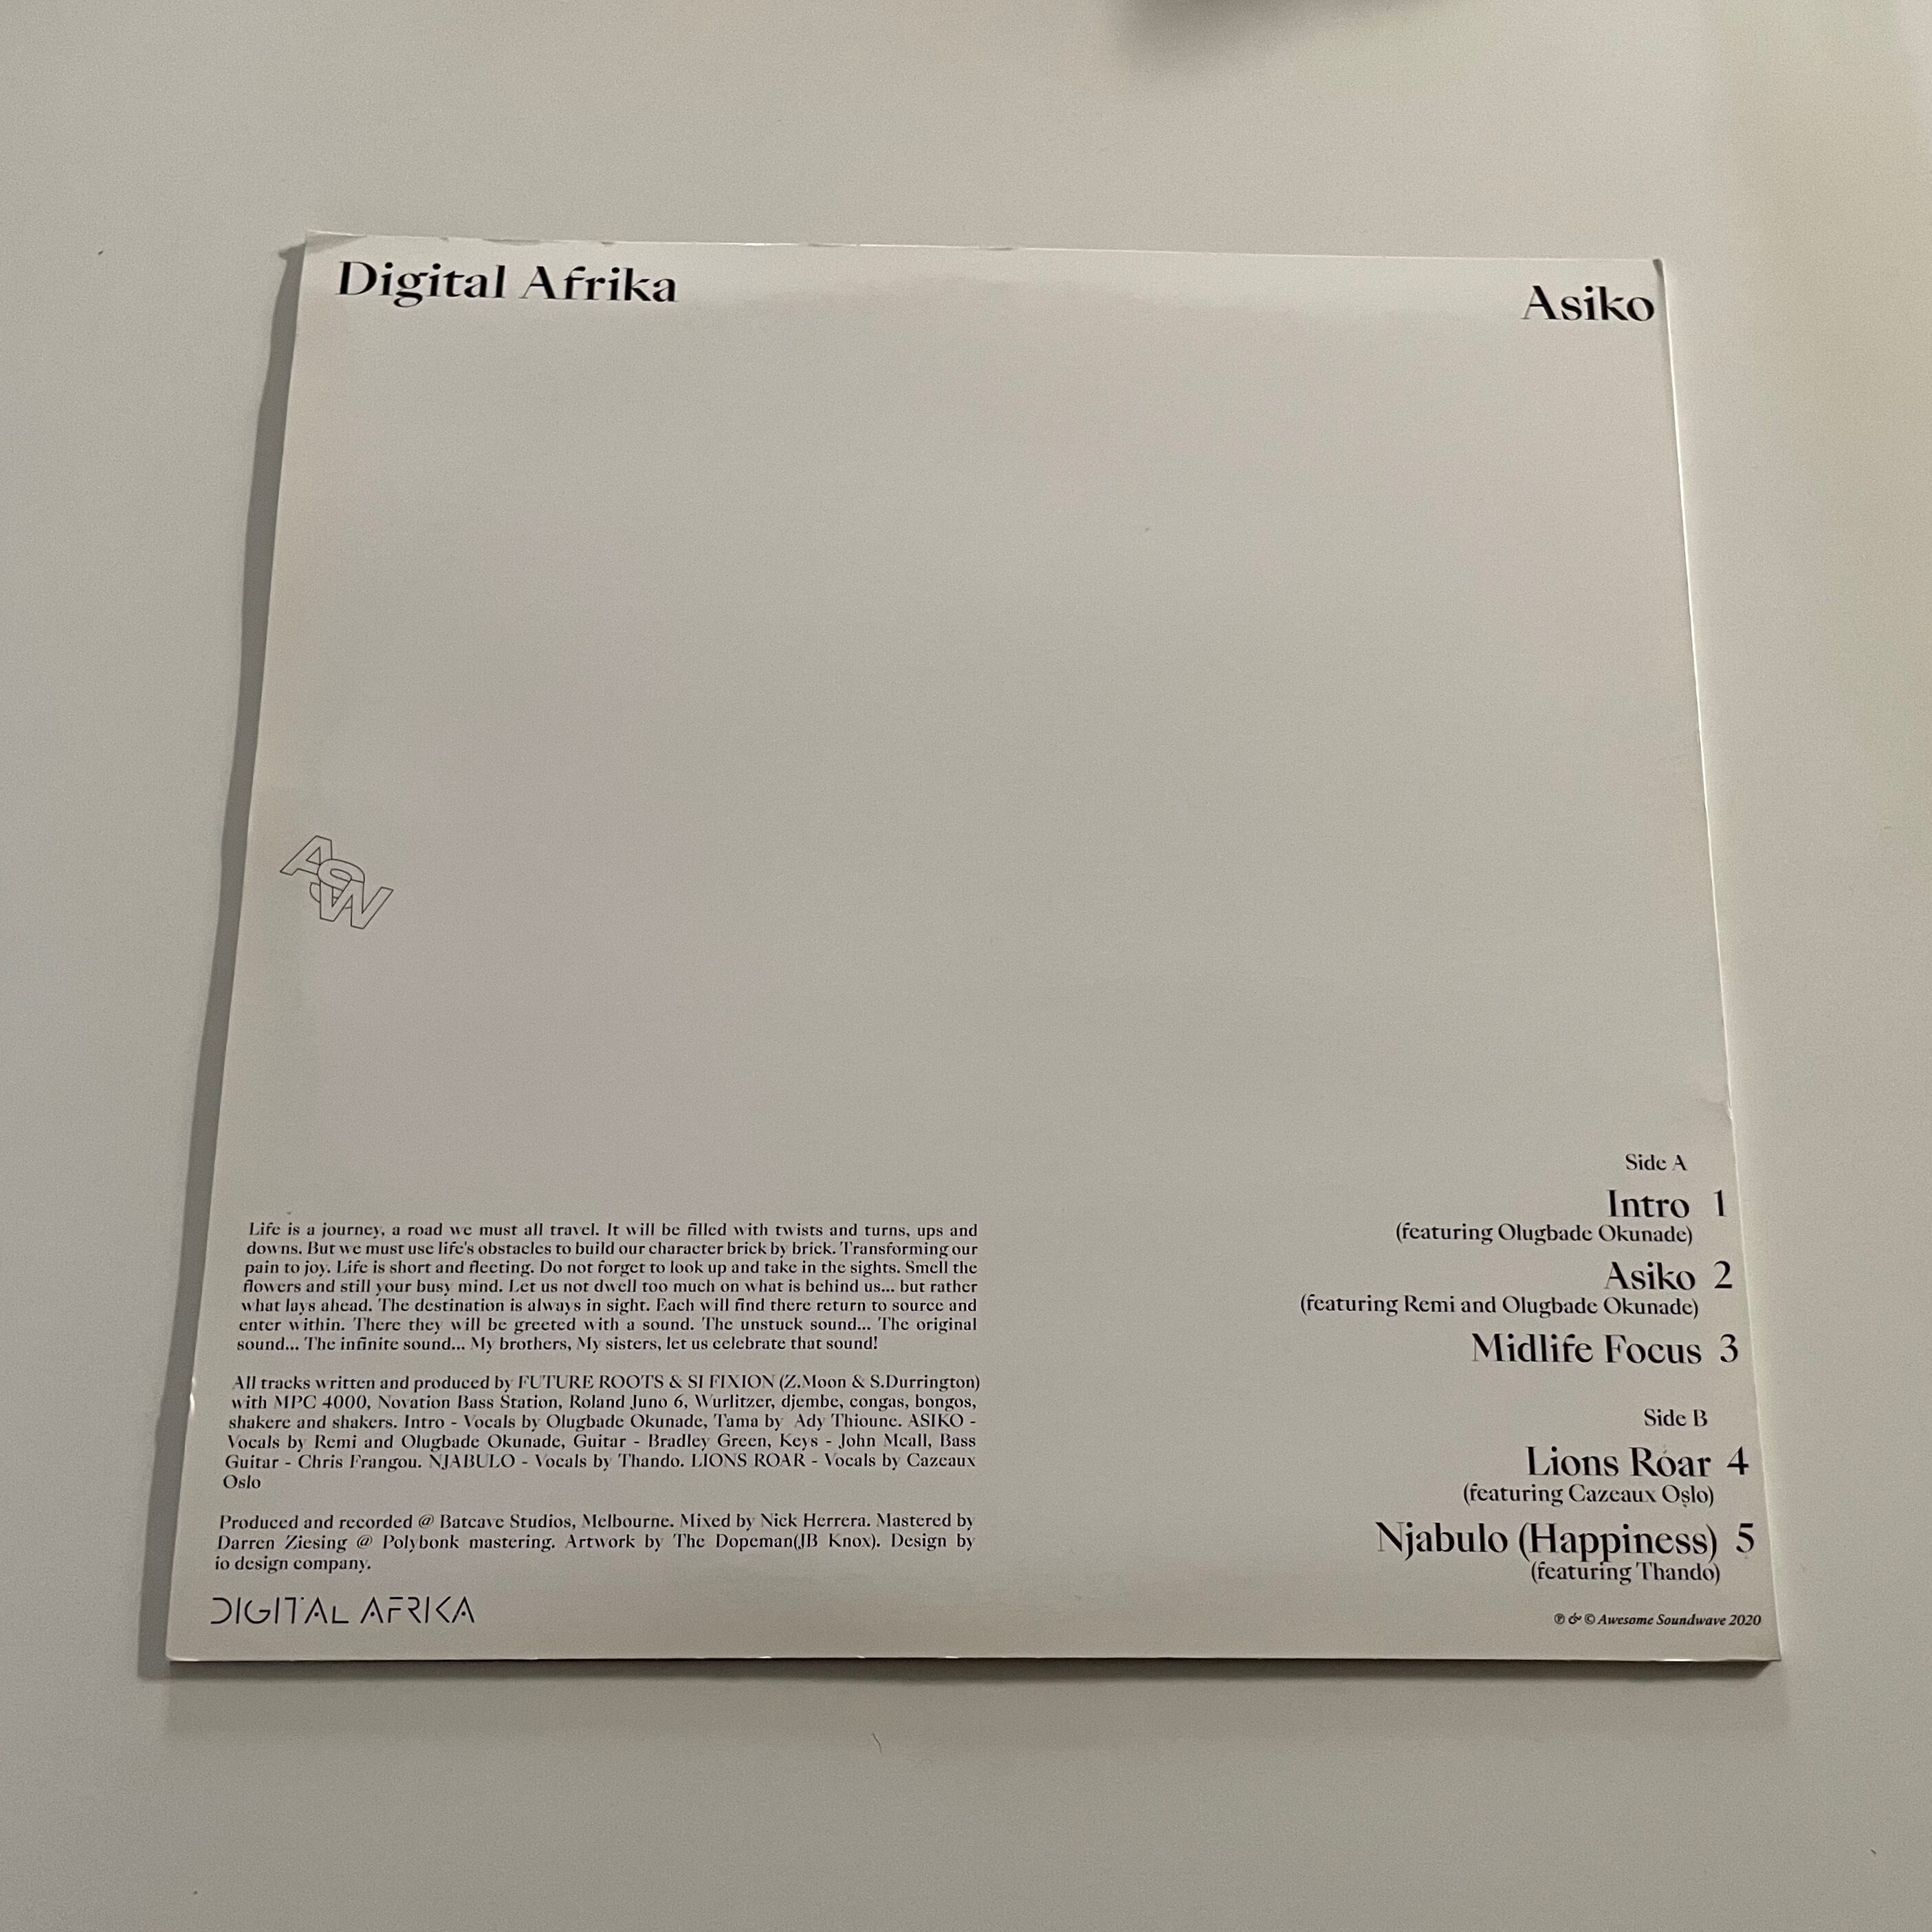 Digital Afrika
Asiko
ASW
Life is a journey, a road we must all travel. It will be filled with twists and turns, ups and
downs. But we must use life's obstacles to build our character brick by brick. Transforming our
pain to joy. Life is short and fleeting. Do not forget to look up and take in the sights. Smell the
flowers and still your busy mind. Let us not dwell too much on what is behind us... but rather
what lays ahead. The destination is always in sight. Each will find there return to source and
enter within. There they will be greeted with a sound. The unstuck sound... The original
sound... The infinite sound... My brothers, My sisters, let us celebrate that sound!
All tracks written and produced by FUTURE ROOTS & SI FIXION (Z.Moon & S.Durrington)
with MPC 4000, Novation Bass Station, Roland Juno 6, Wurlitzer, djembe, congas, bongos,
shakere and shakers. Intro - Vocals by Olugbade Okunade, Tama by Ady Thioune. ASIKO -
Vocals by Remi and Olugbade Okunade, Guitar - Bradley Green, Keys - John Mcall, Bass
Guitar - Chris Frangou. NJABULO - Vocals by Thando. LIONS ROAR - Vocals by Cazeaux
Oslo
Produced and recorded @ Batcave Studios, Melbourne. Mixed by Nick Herrera. Mastered by
Darren Ziesing @ Polybonk mastering. Artwork by The Dopeman(JB Knox). Design by
io design company.
DIGITAL AFRIKA
Side A
Intro 1
(featuring Olugbade Okunade)
Asiko 2
(featuring Remi and Olugbade Okunade)
Midlife Focus 3
Side B
Lions Roar 4
(featuring Cazeaux Oslo)
Njabulo (Happiness) 5
(featuring Thando)
℗ & © Awesome Soundwave 2020